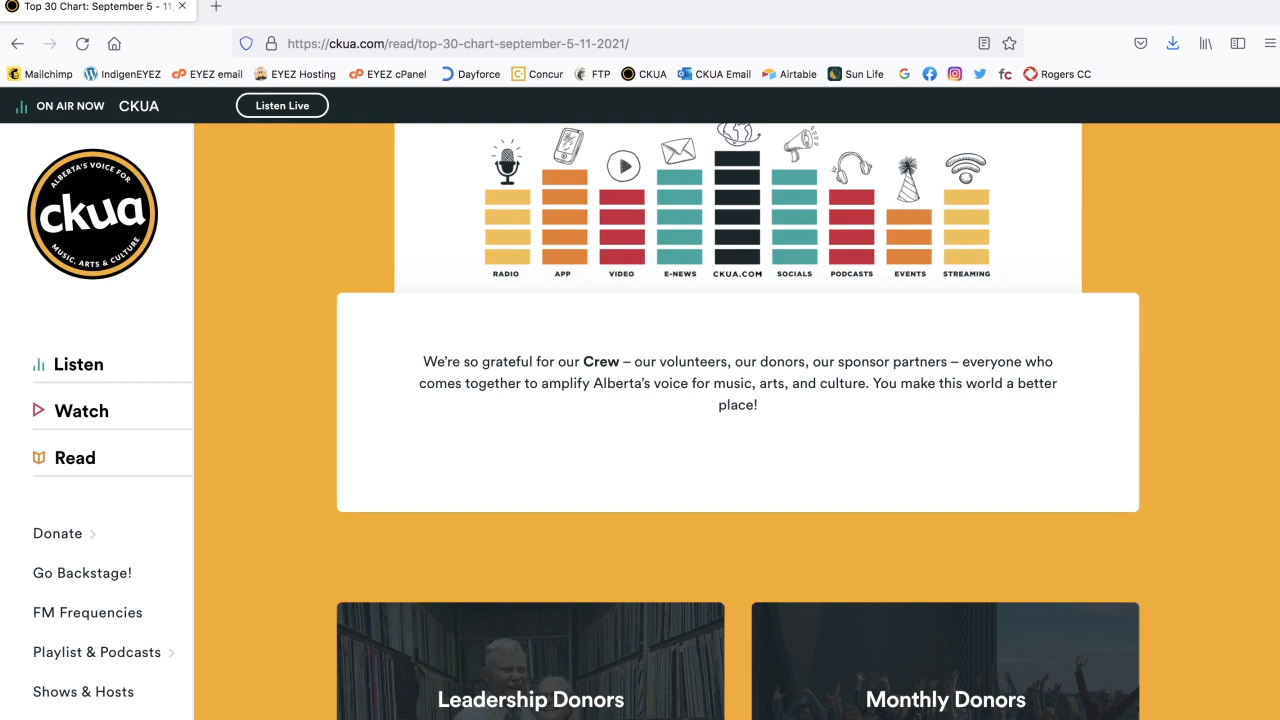 Top 30 Chart: September 5 - 11,
https://ckua.com/read/top-30-chart-september-5-11-2021/
Mailchimp IndigenEYEZ EYEZ email EYEZ Hosting EYEZ cPanel Dayforce Concur FTP CKUA CKUA Email Airtable Sun Life Rogers CC
ON AIR NOW CKUA Listen Live
ALBERTA'S VOICE FOR
ckua
MUSIC, ARTS & CULTURE
RADIO APP VIDEO E-NEWS CKUA.COM SOCIALS PODCASTS EVENTS STREAMING
We're so grateful for our Crew – our volunteers, our donors, our sponsor partners – everyone who
comes together to amplify Alberta's voice for music, arts, and culture. You make this world a better
place!
Listen
Watch
Read
Donate
Go Backstage!
FM Frequencies
Playlist & Podcasts
Shows & Hosts
Leadership Donors
Monthly Donors